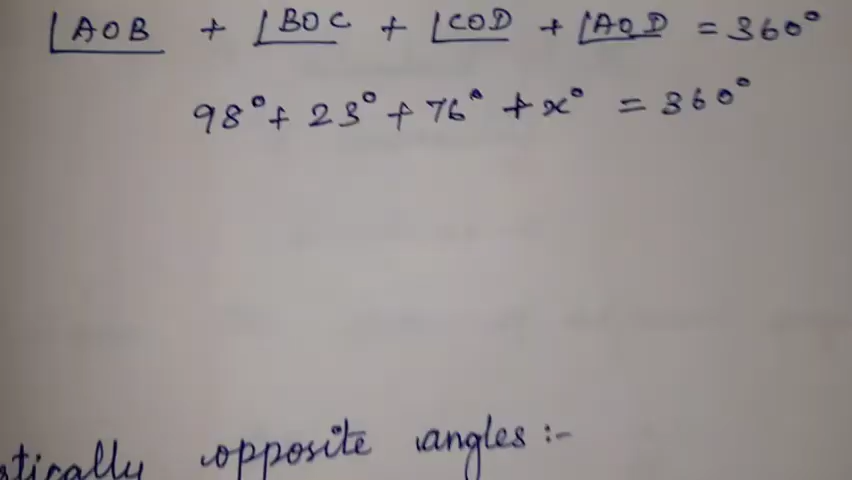 ∠AOB + ∠BOC + ∠COD + ∠AOD = 360°
98° + 23° + 76° + x° = 360°
opposite angles :-